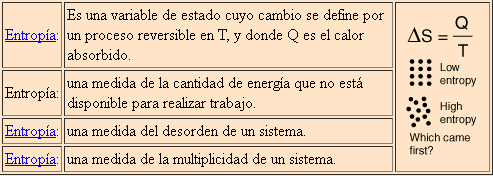 Entropía:
Es una variable de estado cuyo cambio se define por
un proceso reversible en T, y donde Q es el calor
absorbido.
Entropía:
una medida de la cantidad de energía que no está
disponible para realizar trabajo.
Entropía:
una medida del desorden de un sistema.
Entropía:
una medida de la multiplicidad de un sistema.
ΔS = Q/T
Low
entropy
High
entropy
Which came
first?